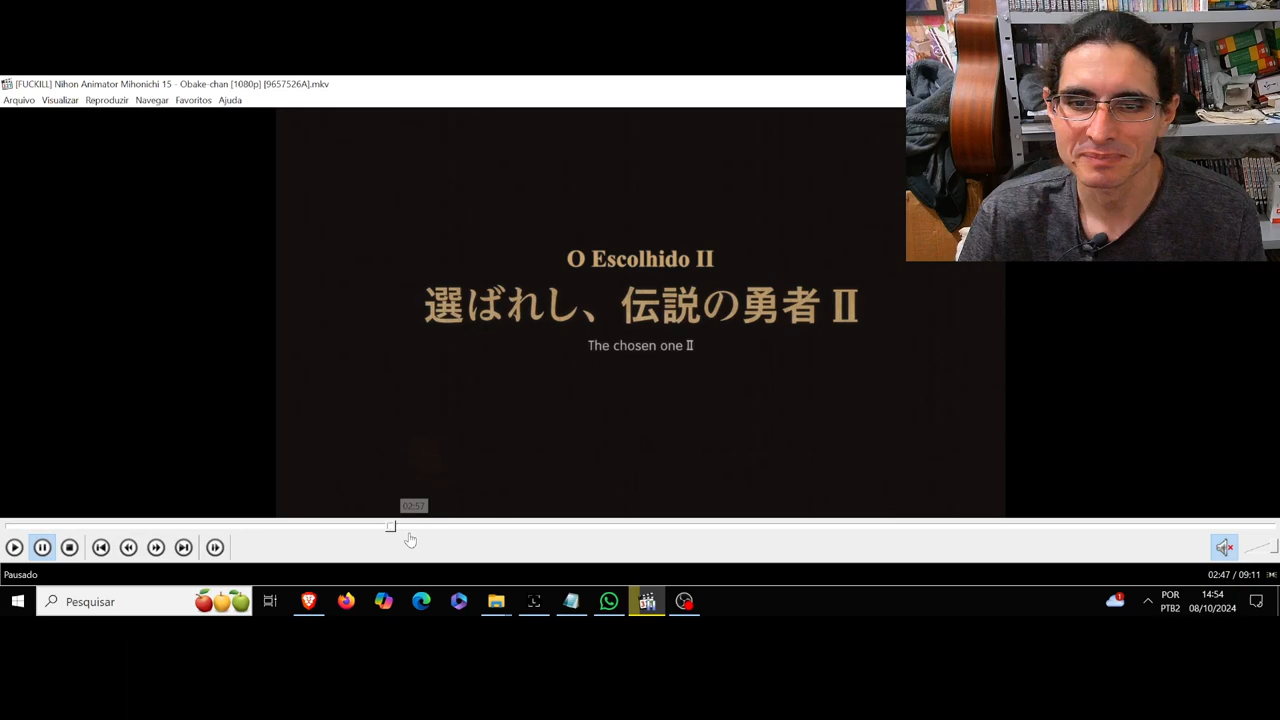 [FUCKILL] Nihon Animator Mihonichi 15 - Obake-chan [1080p] [9657526A].mkv
Arquivo Visualizar Reproduzir Navegar Favoritos Ajuda
O Escolhido II
選ばれし、伝説の勇者 Ⅱ
The chosen one Ⅱ
02:57
Pausado
02:47 / 09:11
Pesquisar
1
POR
PTB2
14:54
08/10/2024